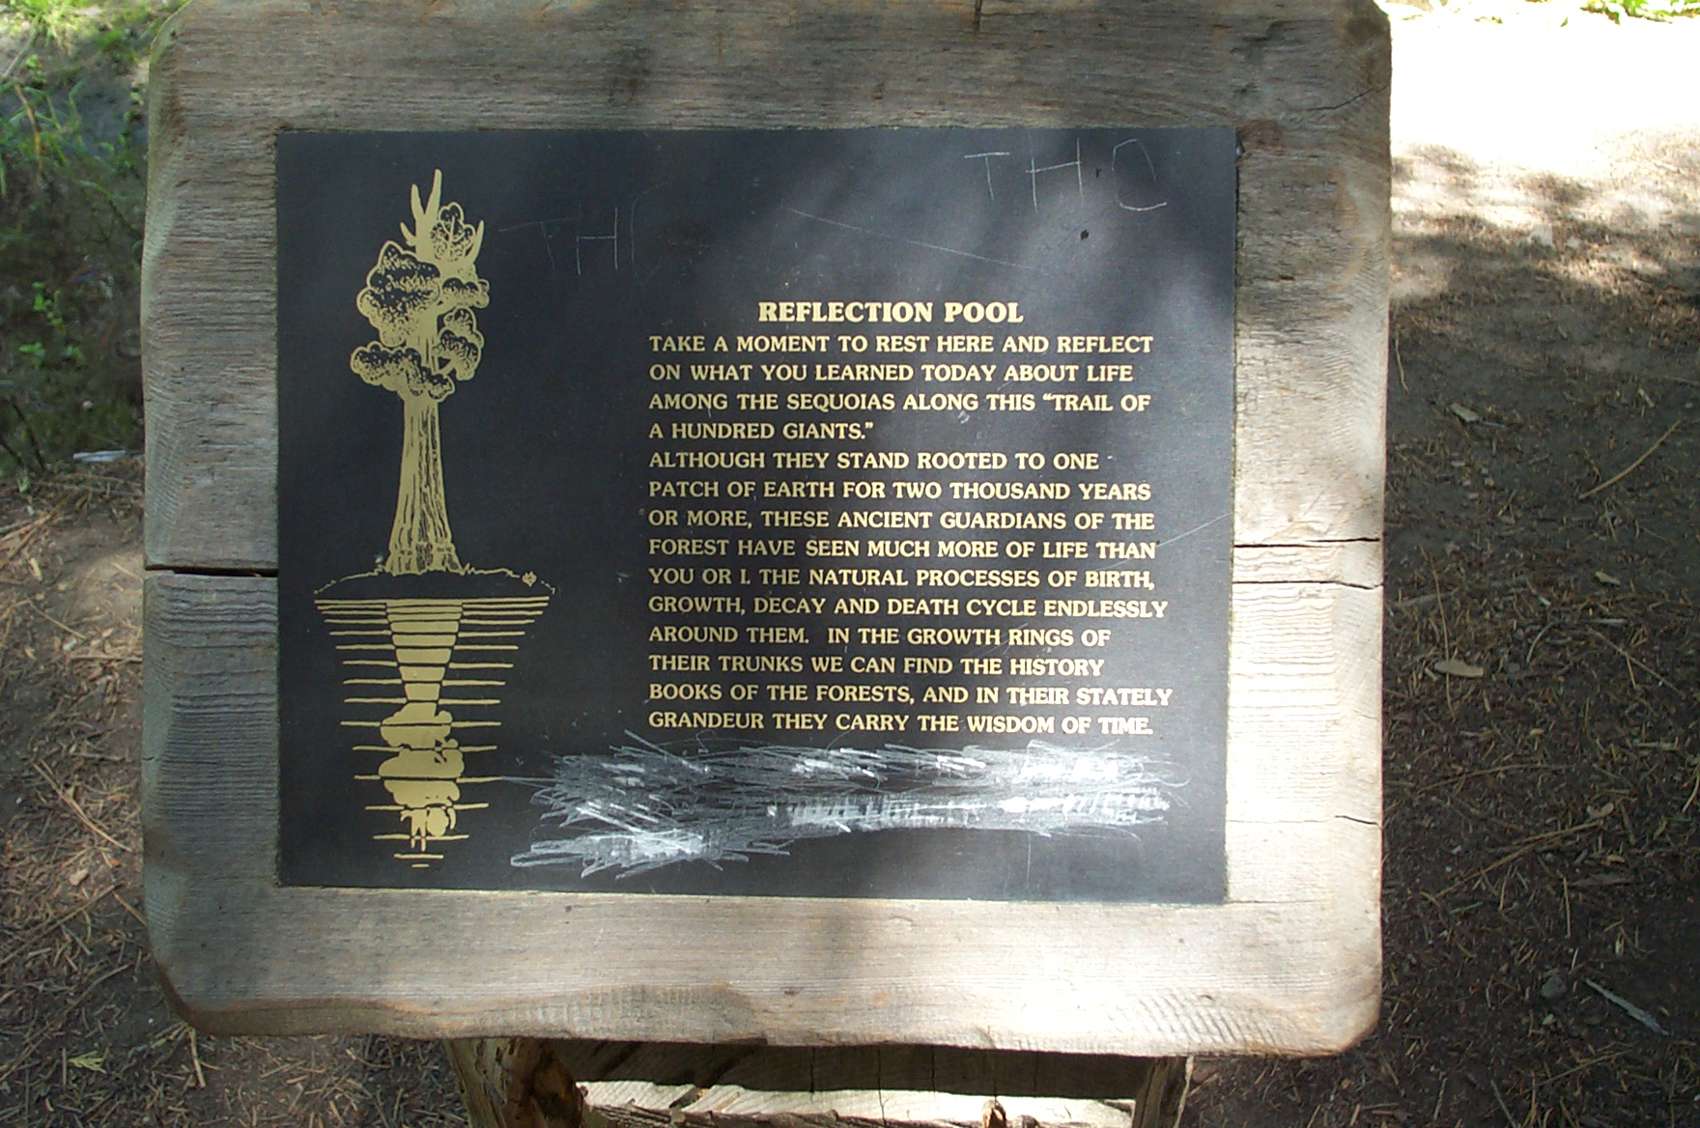 THC
TH
REFLECTION POOL
TAKE A MOMENT TO REST HERE AND REFLECT
ON WHAT YOU LEARNED TODAY ABOUT LIFE
AMONG THE SEQUOIAS ALONG THIS "TRAIL OF
A HUNDRED GIANTS."
ALTHOUGH THEY STAND ROOTED TO ONE
PATCH OF EARTH FOR TWO THOUSAND YEARS
OR MORE, THESE ANCIENT GUARDIANS OF THE
FOREST HAVE SEEN MUCH MORE OF LIFE THAN
YOU OR I. THE NATURAL PROCESSES OF BIRTH,
GROWTH, DECAY AND DEATH CYCLE ENDLESSLY
AROUND THEM. IN THE GROWTH RINGS OF
THEIR TRUNKS WE CAN FIND THE HISTORY
BOOKS OF THE FORESTS, AND IN THEIR STATELY
GRANDEUR THEY CARRY THE WISDOM OF TIME.